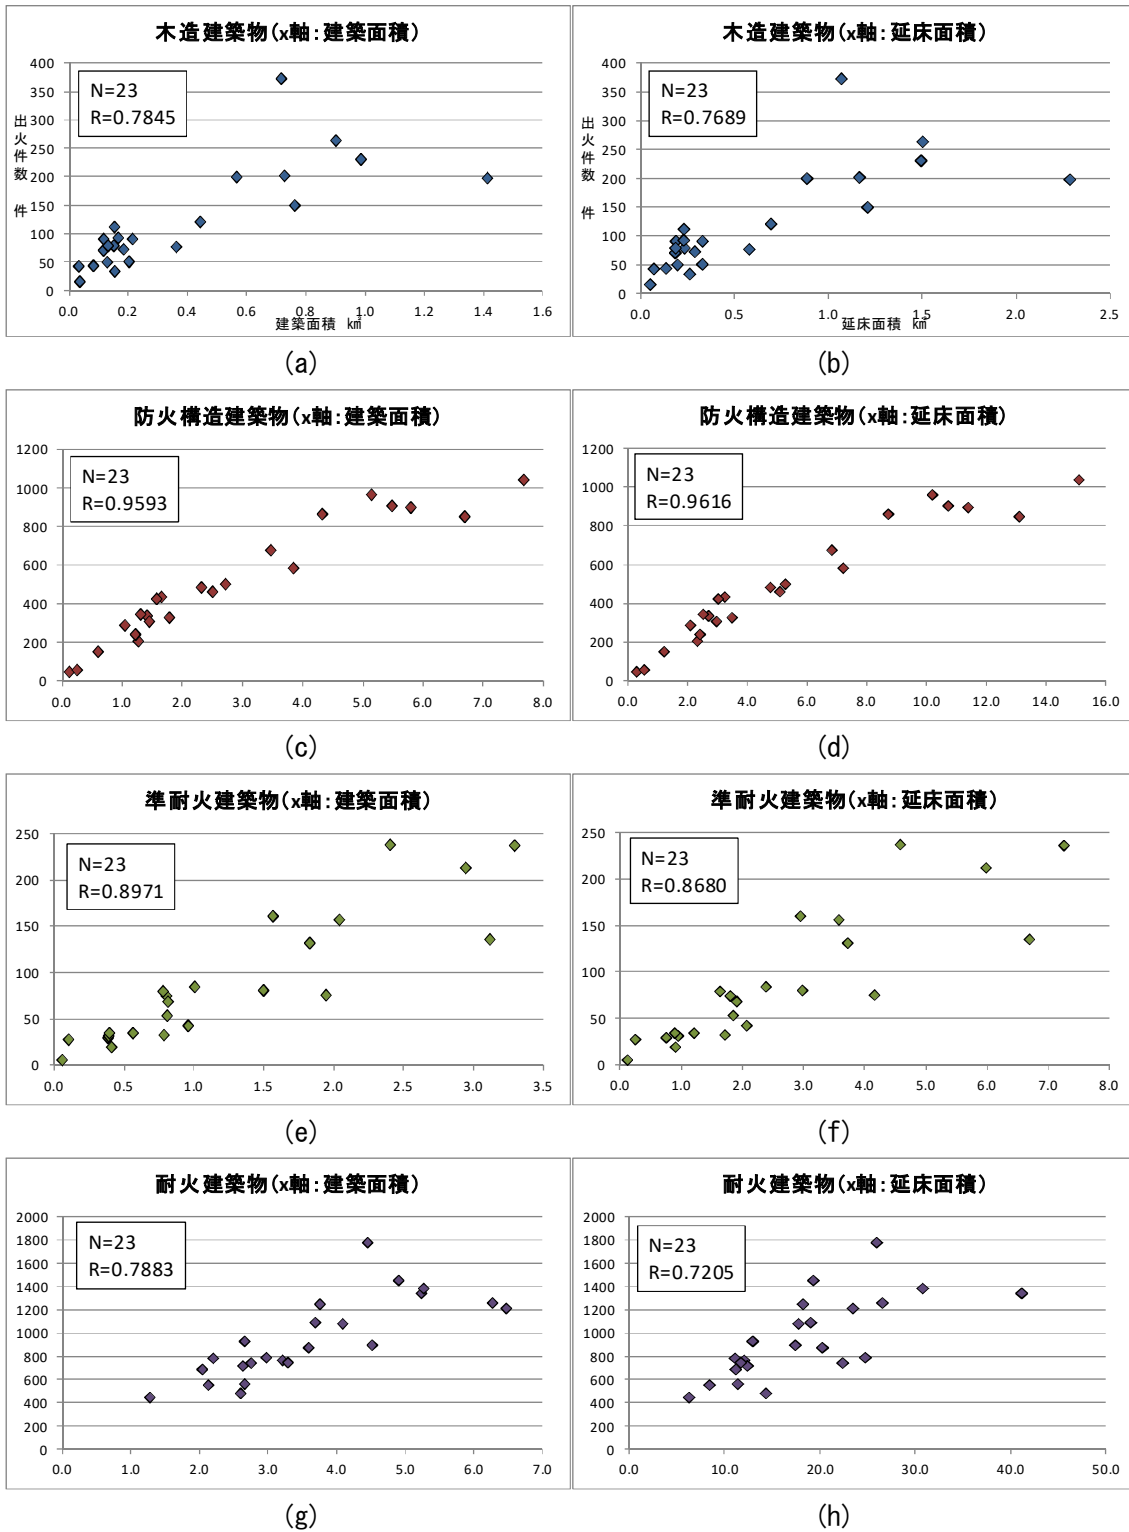 木造建築物(x軸:建築面積)
N=23
R=0.7845
出火件数 件
400
350
300
250
200
150
100
50
0
0.0 0.2 0.4 0.6 0.8 1.0 1.2 1.4 1.6
建築面積 ㎢
(a)
木造建築物(x軸:延床面積)
N=23
R=0.7689
出火件数 件
400
350
300
250
200
150
100
50
0
0.0 0.5 1.0 1.5 2.0 2.5
延床面積 ㎢
(b)
防火構造建築物(x軸:建築面積)
N=23
R=0.9593
1200
1000
800
600
400
200
0
0.0 1.0 2.0 3.0 4.0 5.0 6.0 7.0 8.0
(c)
防火構造建築物(x軸:延床面積)
N=23
R=0.9616
1200
1000
800
600
400
200
0
0.0 2.0 4.0 6.0 8.0 10.0 12.0 14.0 16.0
(d)
準耐火建築物(x軸:建築面積)
N=23
R=0.8971
250
200
150
100
50
0
0.0 0.5 1.0 1.5 2.0 2.5 3.0 3.5
(e)
準耐火建築物(x軸:延床面積)
N=23
R=0.8680
250
200
150
100
50
0
0.0 1.0 2.0 3.0 4.0 5.0 6.0 7.0 8.0
(f)
耐火建築物(x軸:建築面積)
N=23
R=0.7883
2000
1800
1600
1400
1200
1000
800
600
400
200
0
0.0 1.0 2.0 3.0 4.0 5.0 6.0 7.0
(g)
耐火建築物(x軸:延床面積)
N=23
R=0.7205
2000
1800
1600
1400
1200
1000
800
600
400
200
0
0.0 10.0 20.0 30.0 40.0 50.0
(h)